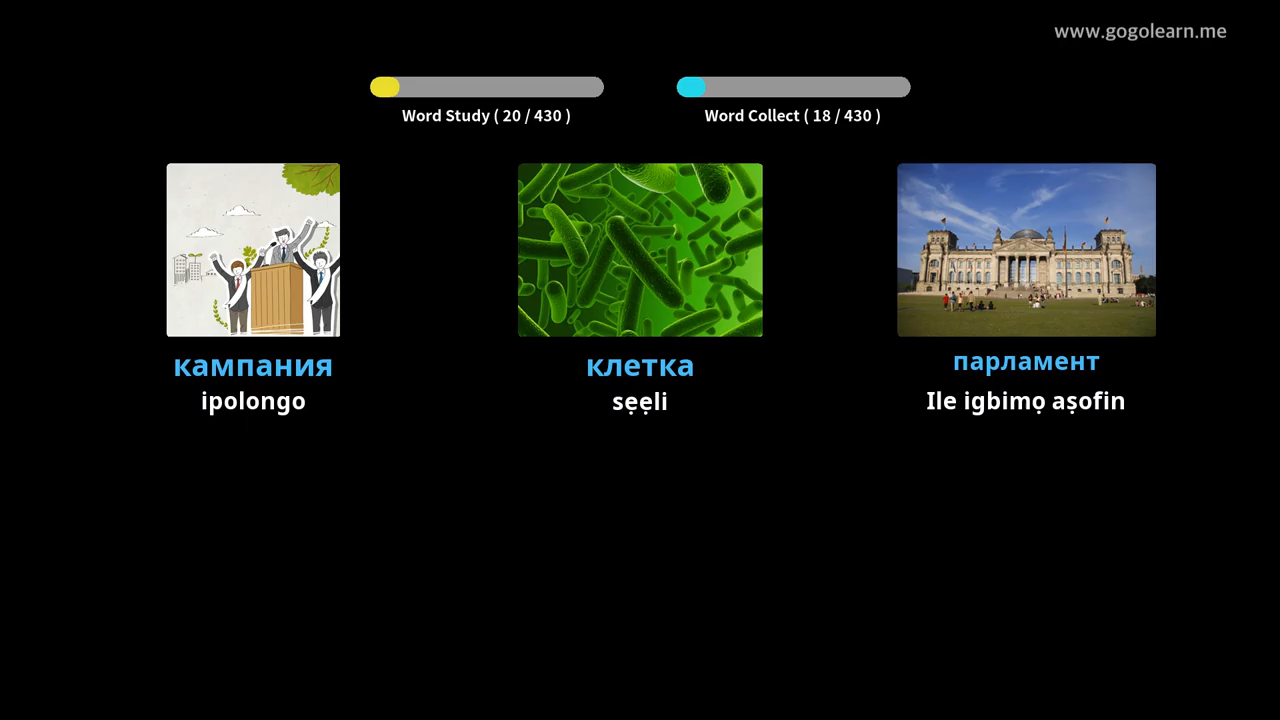 www.gogolearn.me
Word Study ( 20 / 430 )
Word Collect ( 18 / 430 )
кампания
ipolongo
клетка
sẹẹli
парламент
Ile igbimọ aṣofin